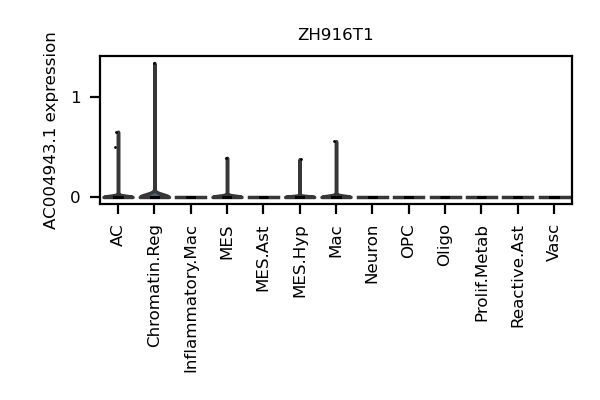 ZH916T1
AC004943.1 expression
1
0
AC
Chromatin.Reg
Inflammatory.Mac
MES
MES.Ast
MES.Hyp
Mac
Neuron
OPC
Oligo
Prolif.Metab
Reactive.Ast
Vasc